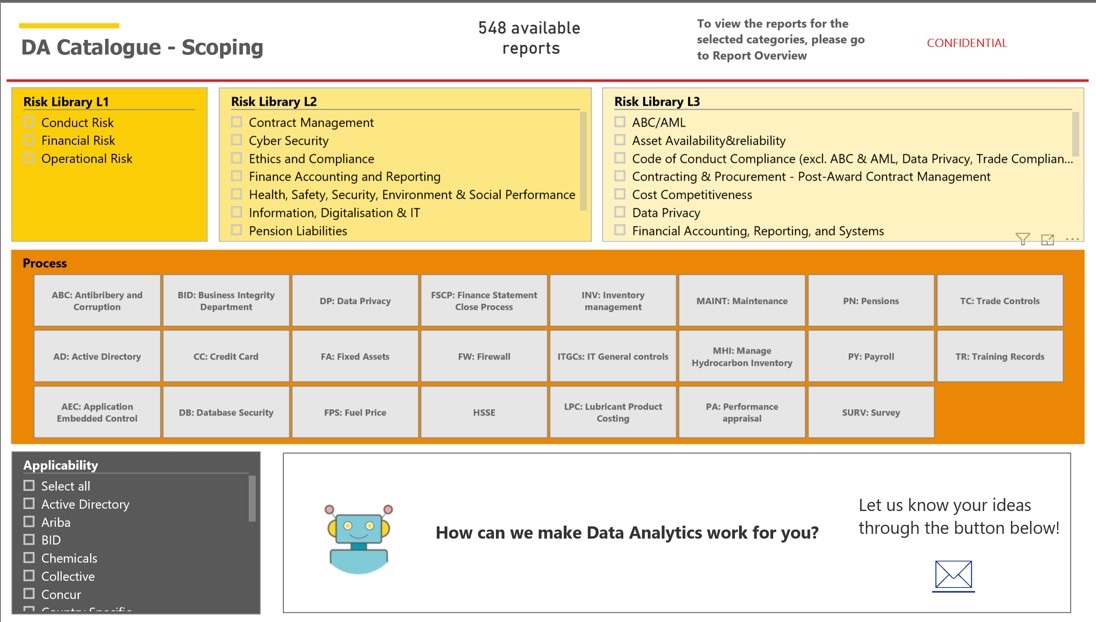 DA Catalogue - Scoping
548 available
reports
To view the reports for the
selected categories, please go
to Report Overview
CONFIDENTIAL
Risk Library L1
Conduct Risk
Financial Risk
Operational Risk
Risk Library L2
Contract Management
Cyber Security
Ethics and Compliance
Finance Accounting and Reporting
Health, Safety, Security, Environment & Social Performance
Information, Digitalisation & IT
Pension Liabilities
Risk Library L3
ABC/AML
Asset Availability&reliability
Code of Conduct Compliance (excl. ABC & AML, Data Privacy, Trade Complian...
Contracting & Procurement - Post-Award Contract Management
Cost Competitiveness
Data Privacy
Financial Accounting, Reporting, and Systems
Process
ABC: Antibribery and
Corruption
BID: Business Integrity
Department
DP: Data Privacy
FSCP: Finance Statement
Close Process
INV: Inventory
management
MAINT: Maintenance
PN: Pensions
TC: Trade Controls
AD: Active Directory
CC: Credit Card
FA: Fixed Assets
FW: Firewall
ITGCs: IT General controls
MHI: Manage
Hydrocarbon Inventory
PY: Payroll
TR: Training Records
AEC: Application
Embedded Control
DB: Database Security
FPS: Fuel Price
HSSE
LPC: Lubricant Product
Costing
PA: Performance
appraisal
SURV: Survey
Applicability
Select all
Active Directory
Ariba
BID
Chemicals
Collective
Concur
Country Specific
How can we make Data Analytics work for you?
Let us know your ideas
through the button below!